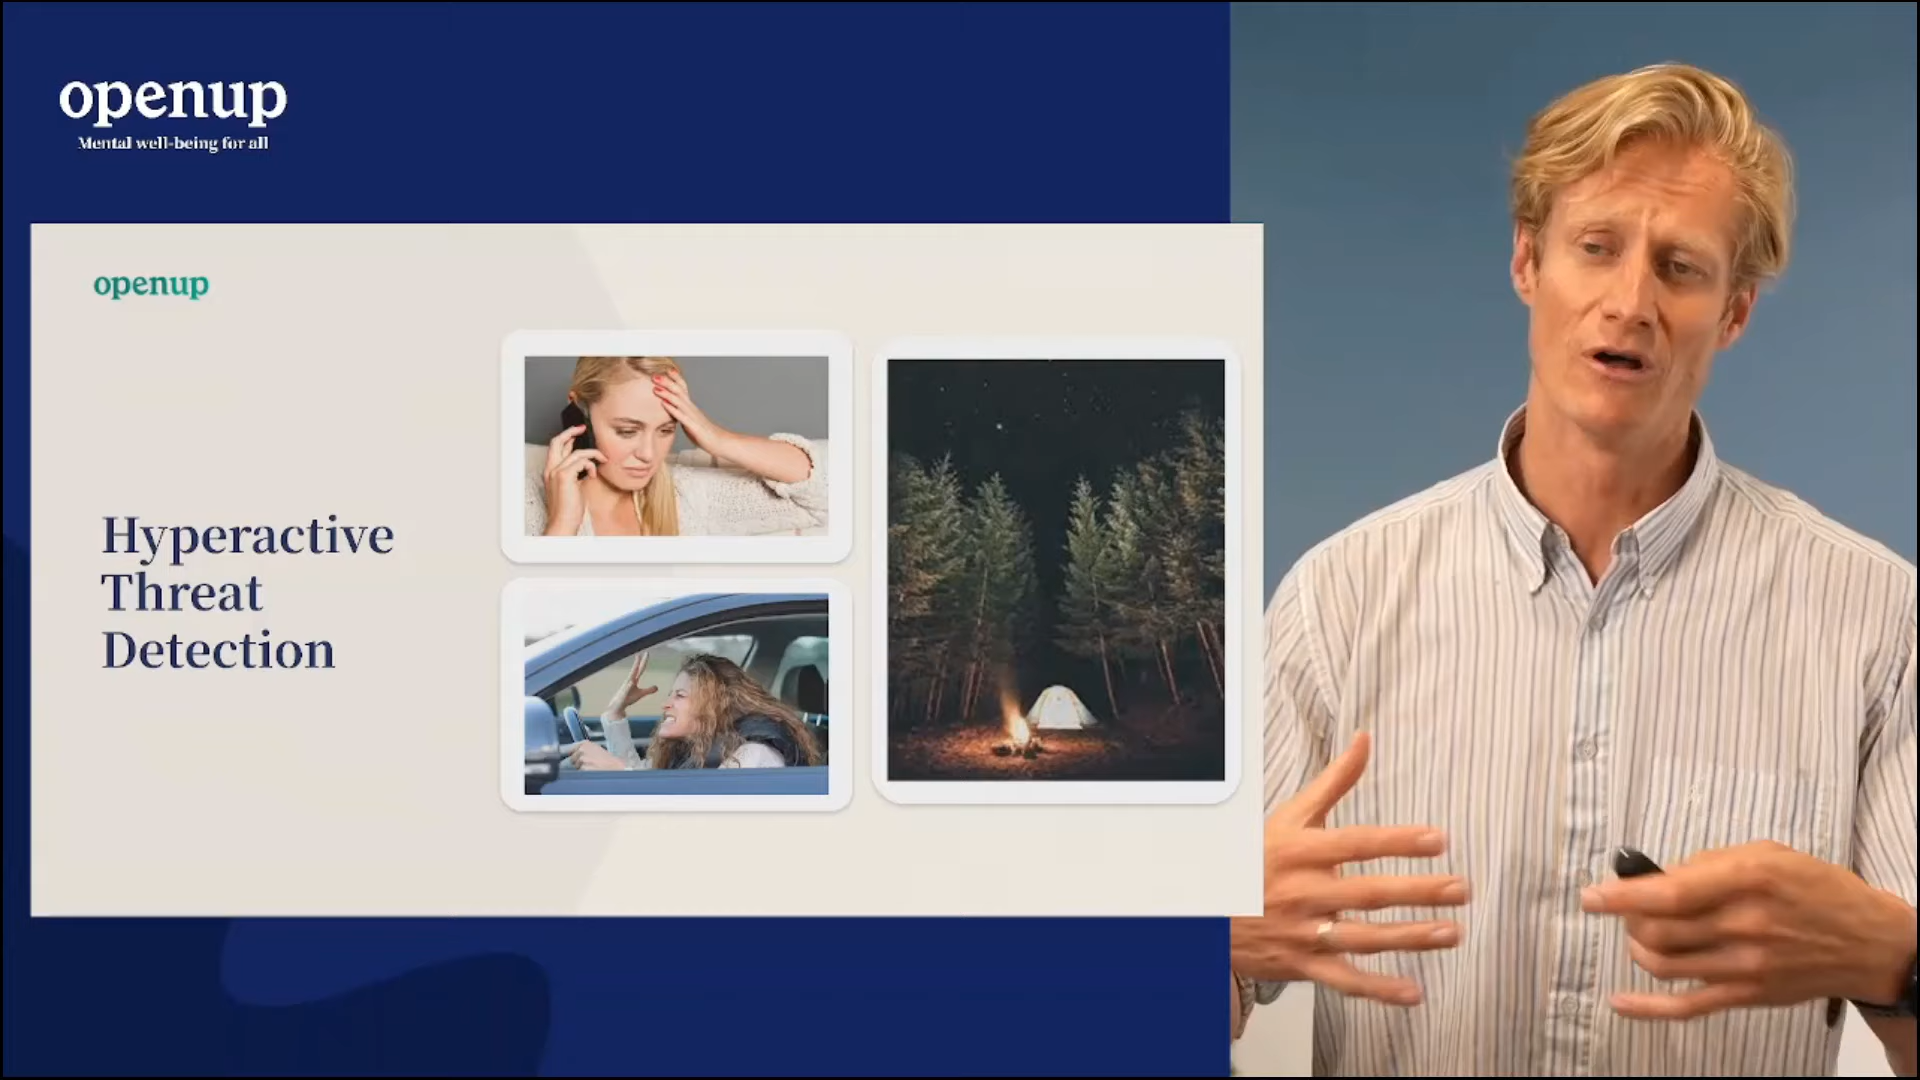 openup
Mental well-being for all
openup
Hyperactive
Threat
Detection